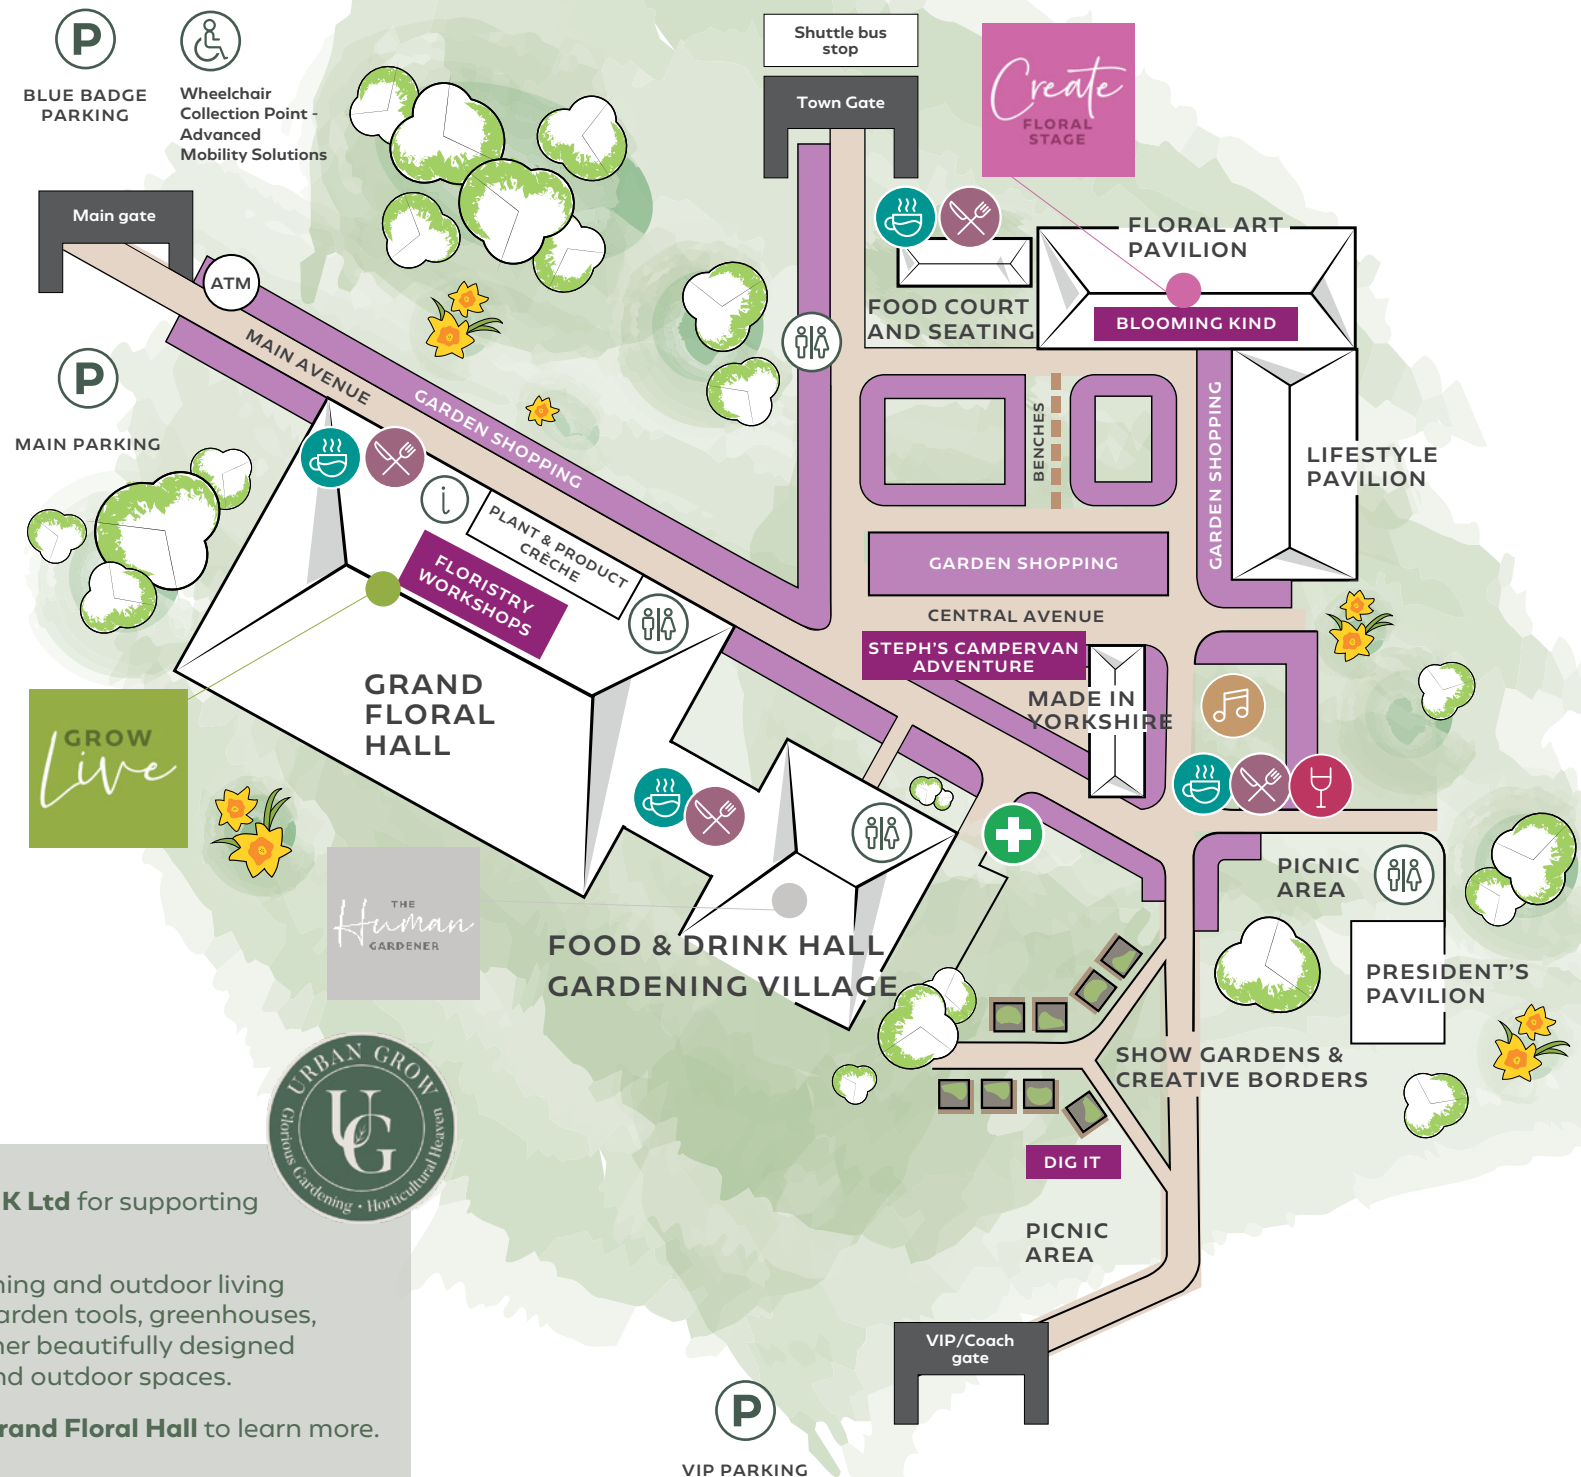 P
BLUE BADGE
PARKING
Wheelchair
Collection Point -
Advanced
Mobility Solutions
Shuttle bus
stop
Town Gate
Create
FLORAL
STAGE
Main gate
ATM
MAIN AVENUE
GARDEN SHOPPING
FLORAL ART
PAVILION
BLOOMING KIND
FOOD COURT
AND SEATING
P
MAIN PARKING
BENCHES
GARDEN SHOPPING
LIFESTYLE
PAVILION
i
PLANT & PRODUCT
CRÈCHE
FLORISTRY
WORKSHOPS
GARDEN SHOPPING
CENTRAL AVENUE
STEPH'S CAMPERVAN
ADVENTURE
MADE IN
YORKSHIRE
GRAND
FLORAL
HALL
GROW
Live
THE
Human
GARDENER
FOOD & DRINK HALL
GARDENING VILLAGE
PICNIC
AREA
PRESIDENT'S
PAVILION
SHOW GARDENS &
CREATIVE BORDERS
DIG IT
PICNIC
AREA
URBAN GROW
UG
Glorious Gardening • Horticultural Heaven
K Ltd for supporting
ning and outdoor living
arden tools, greenhouses,
her beautifully designed
nd outdoor spaces.
rand Floral Hall to learn more.
VIP/Coach
gate
P
VIP PARKING